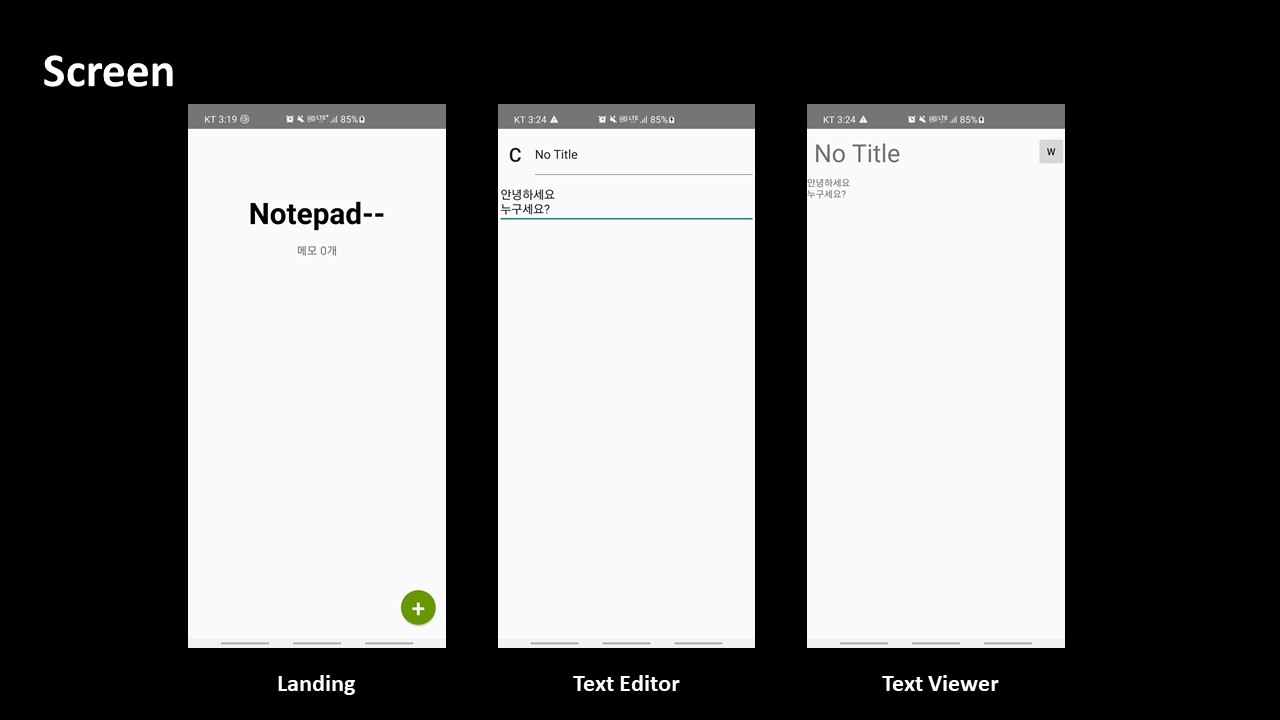 Screen
KT 3:19 85%
Notepad--
메모 0개
+
Landing
KT 3:24 85%
C No Title
안녕하세요
누구세요?
Text Editor
KT 3:24 85%
No Title W
안녕하세요
누구세요?
Text Viewer